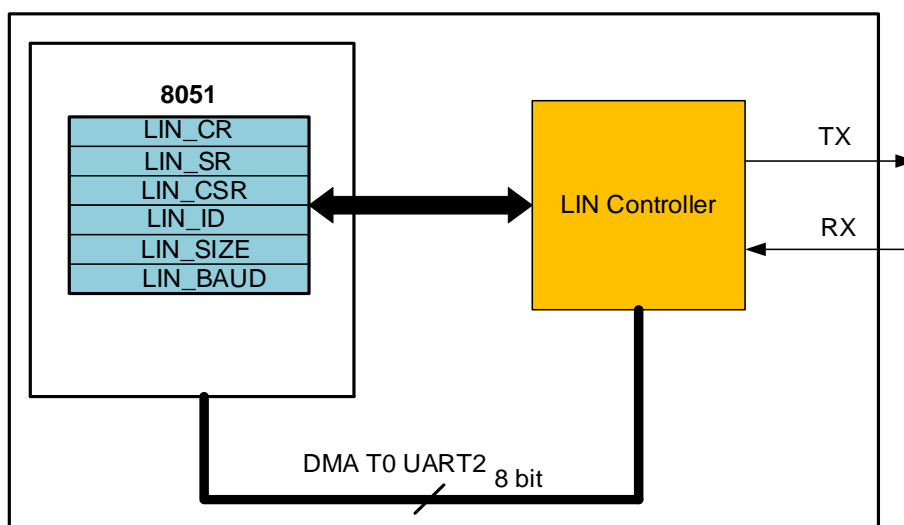 8051
LIN_CR
LIN_SR
LIN_CSR
LIN_ID
LIN_SIZE
LIN_BAUD
LIN Controller
TX
RX
DMA T0 UART2
8 bit